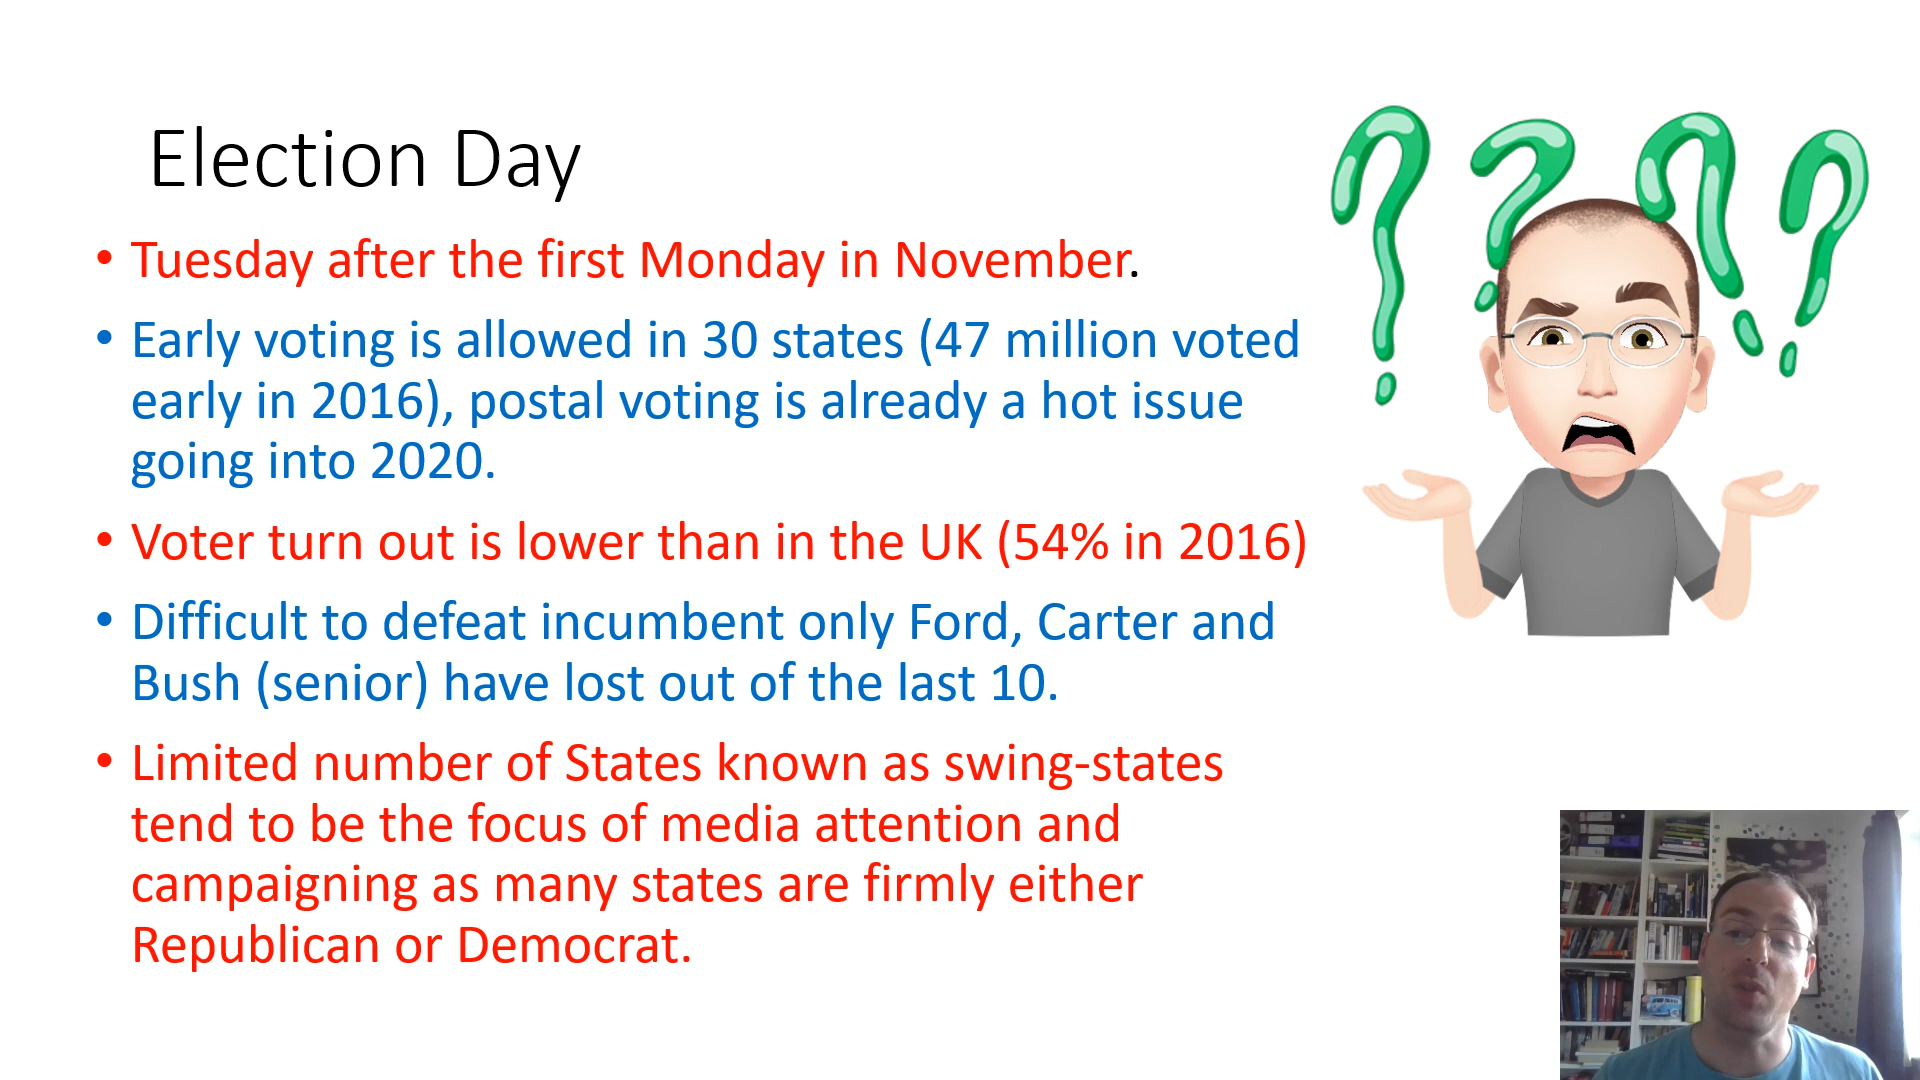 Election Day
• Tuesday after the first Monday in November.
• Early voting is allowed in 30 states (47 million voted
early in 2016), postal voting is already a hot issue
going into 2020.
• Voter turn out is lower than in the UK (54% in 2016)
• Difficult to defeat incumbent only Ford, Carter and
Bush (senior) have lost out of the last 10.
• Limited number of States known as swing-states
tend to be the focus of media attention and
campaigning as many states are firmly either
Republican or Democrat.